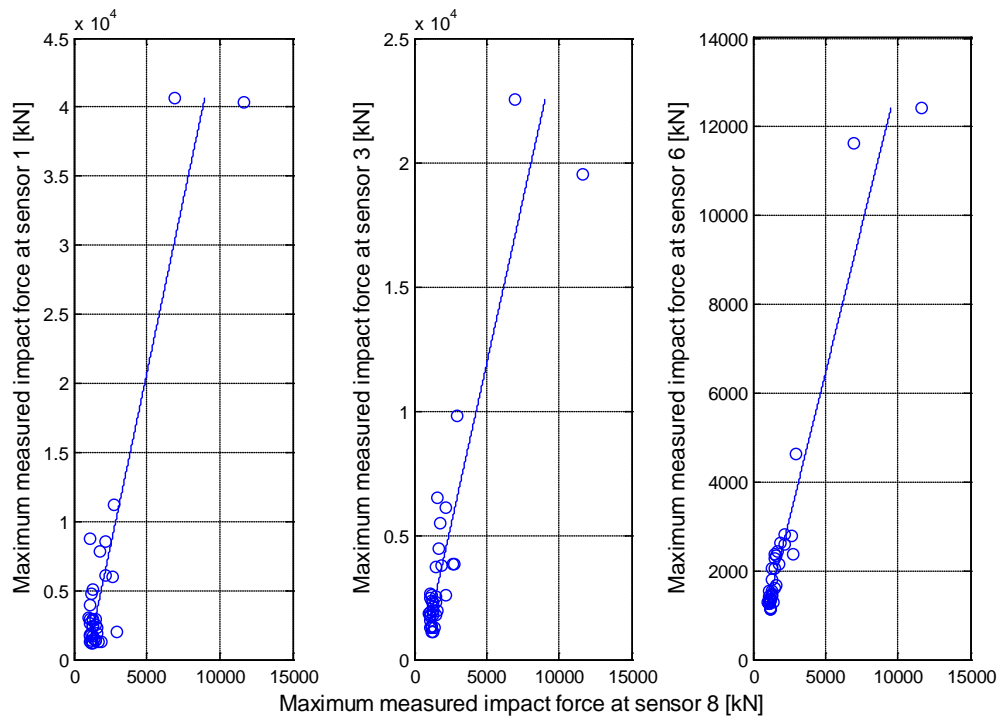 x 10⁴
4.5
4
3.5
3
2.5
2
1.5
1
0.5
0
0 5000 10000 15000
Maximum measured impact force at sensor 1 [kN]
x 10⁴
2.5
2
1.5
1
0.5
0
0 5000 10000 15000
Maximum measured impact force at sensor 3 [kN]
14000
12000
10000
8000
6000
4000
2000
0
0 5000 10000 15000
Maximum measured impact force at sensor 6 [kN]
Maximum measured impact force at sensor 8 [kN]